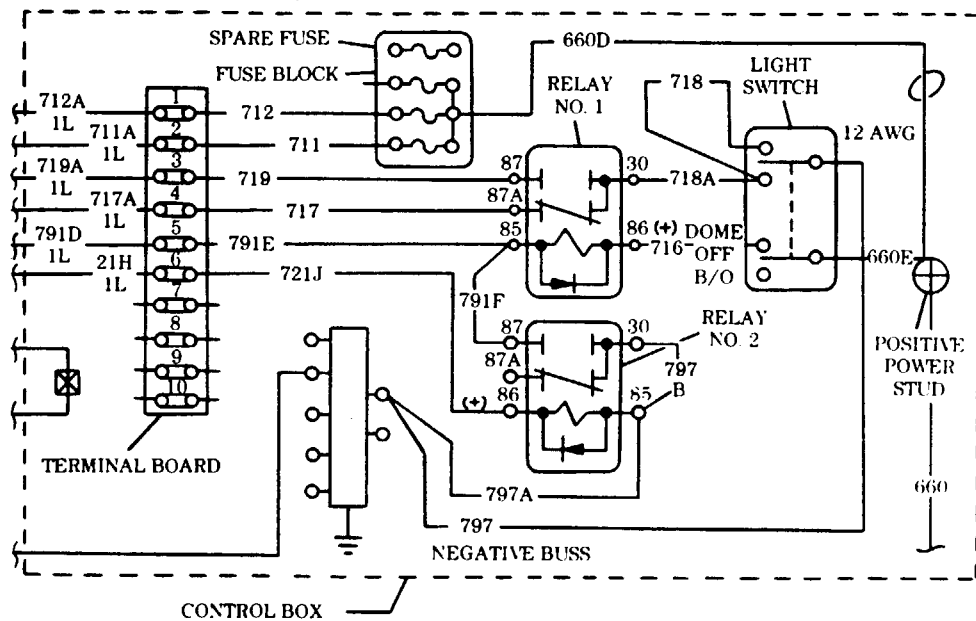 SPARE FUSE
FUSE BLOCK
660D
LIGHT
SWITCH
RELAY
NO. 1
718
12 AWG
712A
1L
1
712
711A
1L
2
711
719A
1L
3
719
87
30
718A
717A
1L
4
717
87A
791D
1L
5
791E
85
86 (+)
716
DOME
OFF
B/O
660E
21H
1L
6
721J
7
791F
8
87
30
RELAY
NO. 2
POSITIVE
POWER
STUD
9
87A
797
B
10
(+)
86
85
TERMINAL BOARD
797A
660
797
NEGATIVE BUSS
CONTROL BOX